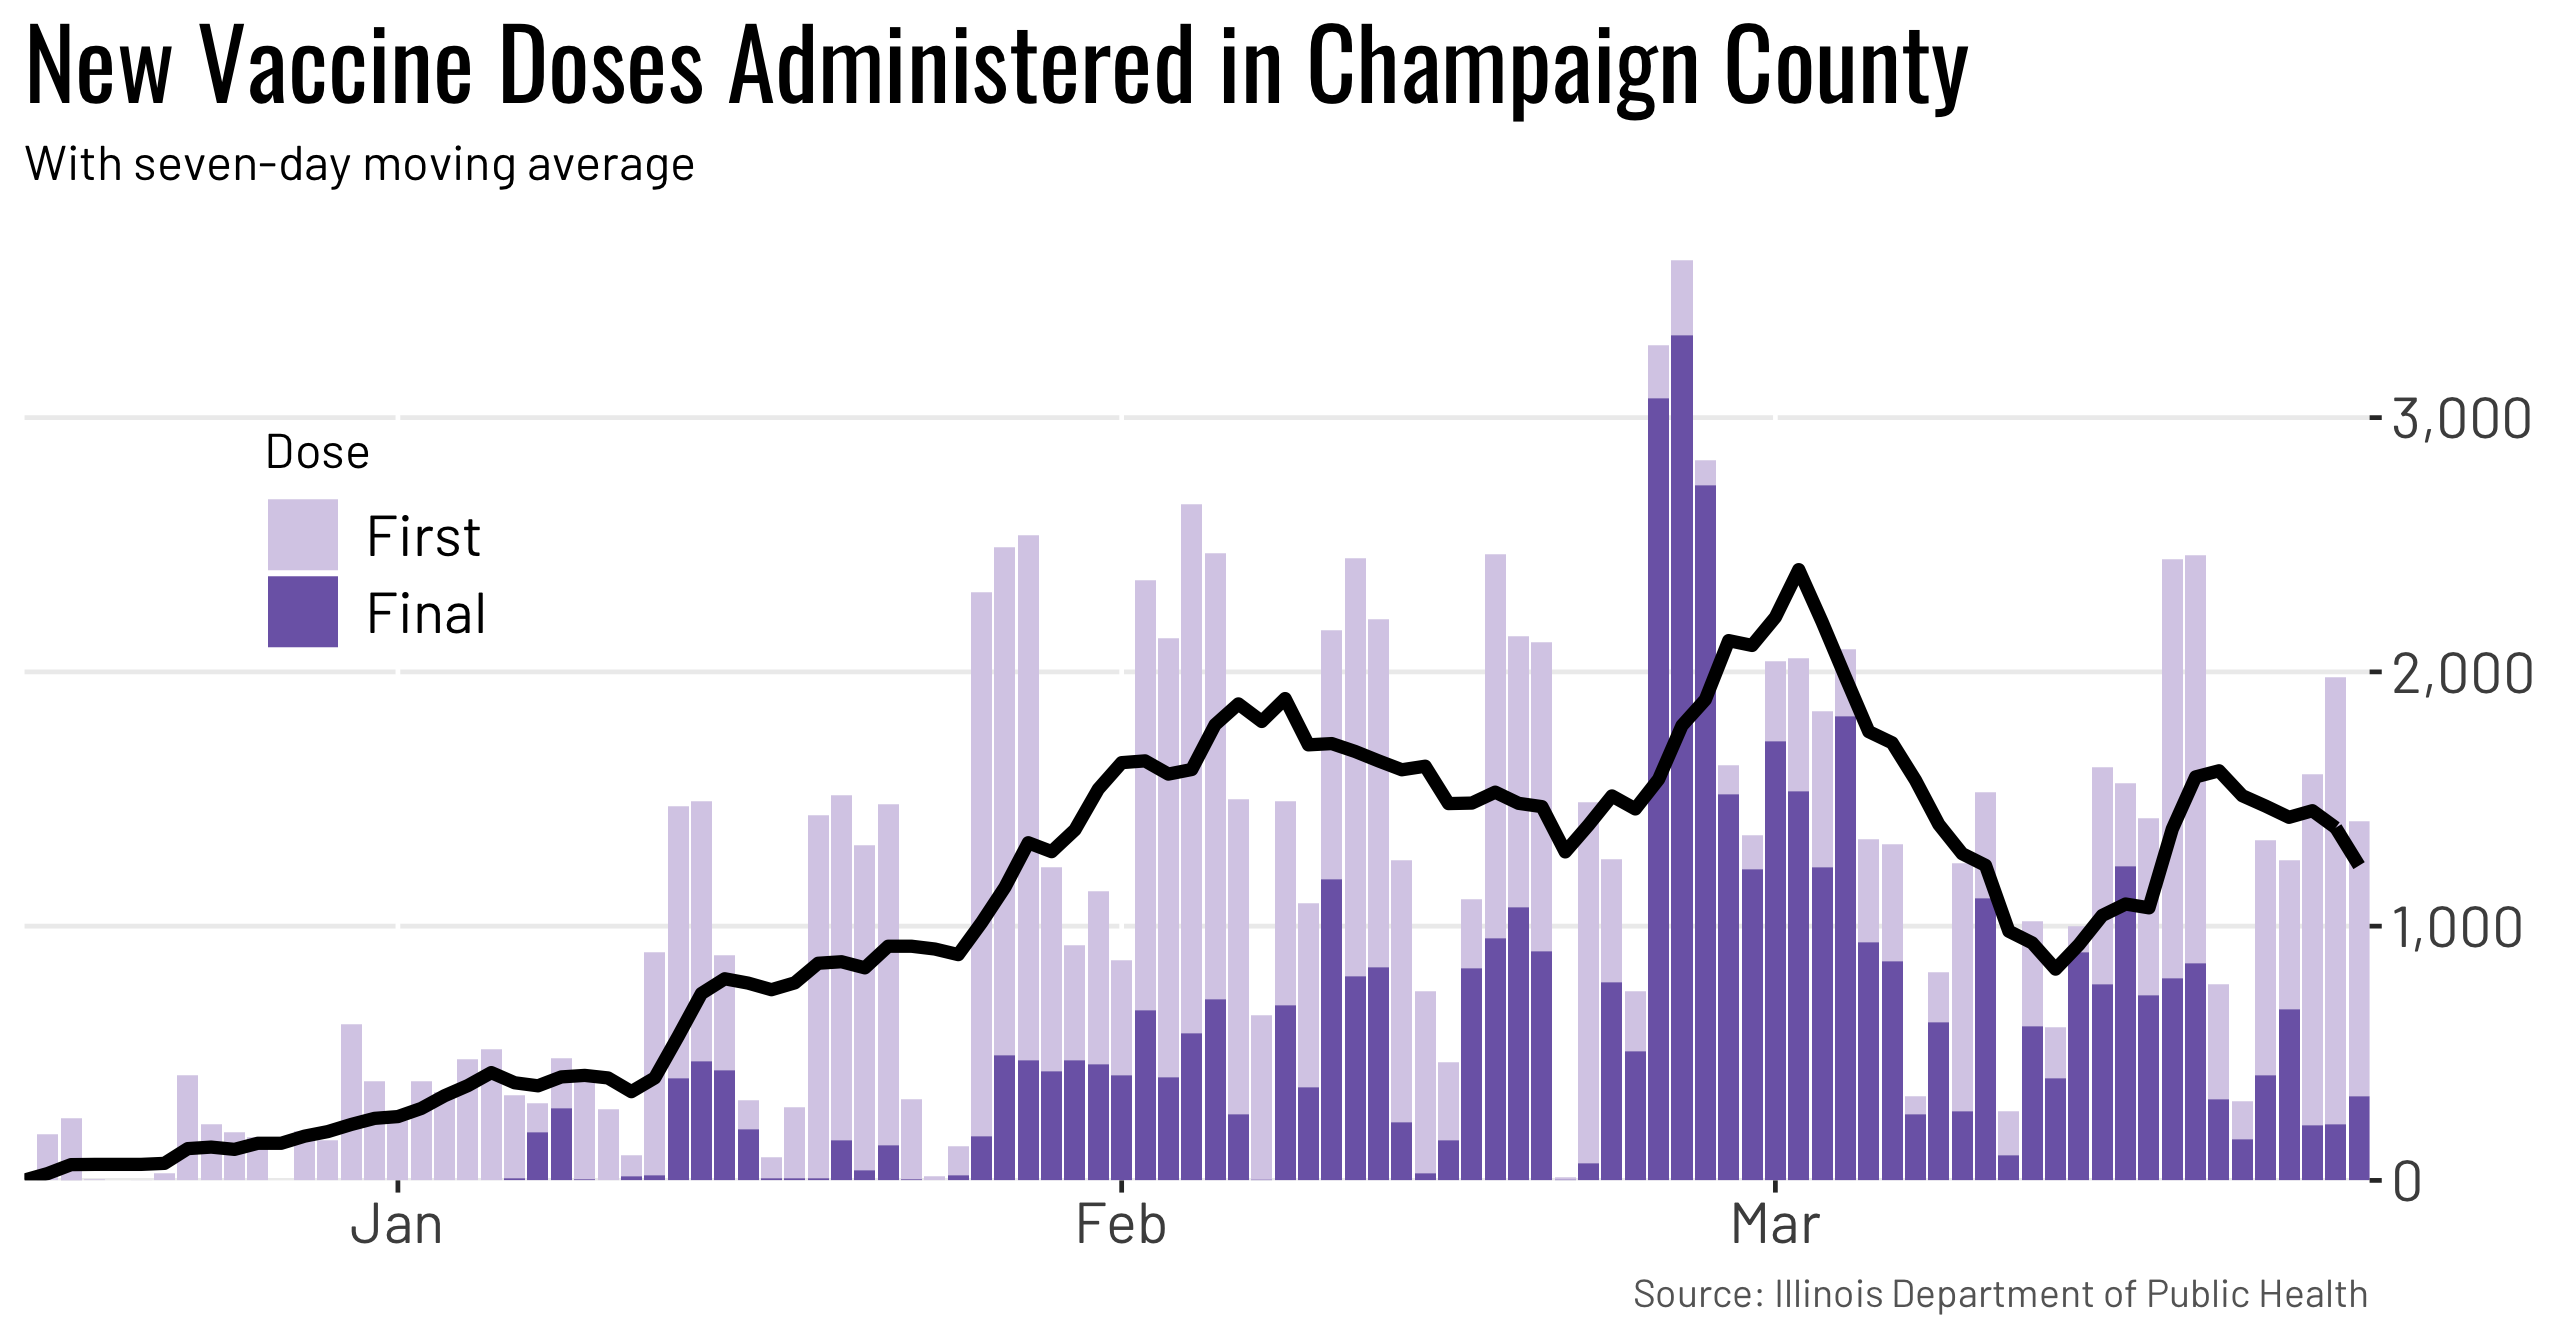 New Vaccine Doses Administered in Champaign County
With seven-day moving average
3,000
Dose
First
Final
2,000
1,000
0
Jan
Feb
Mar
Source: Illinois Department of Public Health